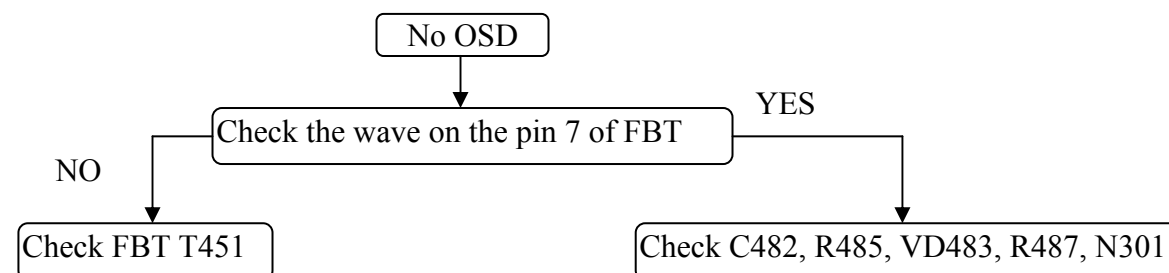 No OSD
YES
Check the wave on the pin 7 of FBT
NO
Check FBT T451
Check C482, R485, VD483, R487, N301